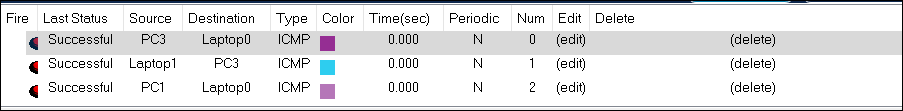 Fire Last Status Source Destination Type Color Time(sec) Periodic Num Edit Delete
Successful PC3 Laptop0 ICMP 0.000 N 0 (edit) (delete)
Successful Laptop1 PC3 ICMP 0.000 N 1 (edit) (delete)
Successful PC1 Laptop0 ICMP 0.000 N 2 (edit) (delete)